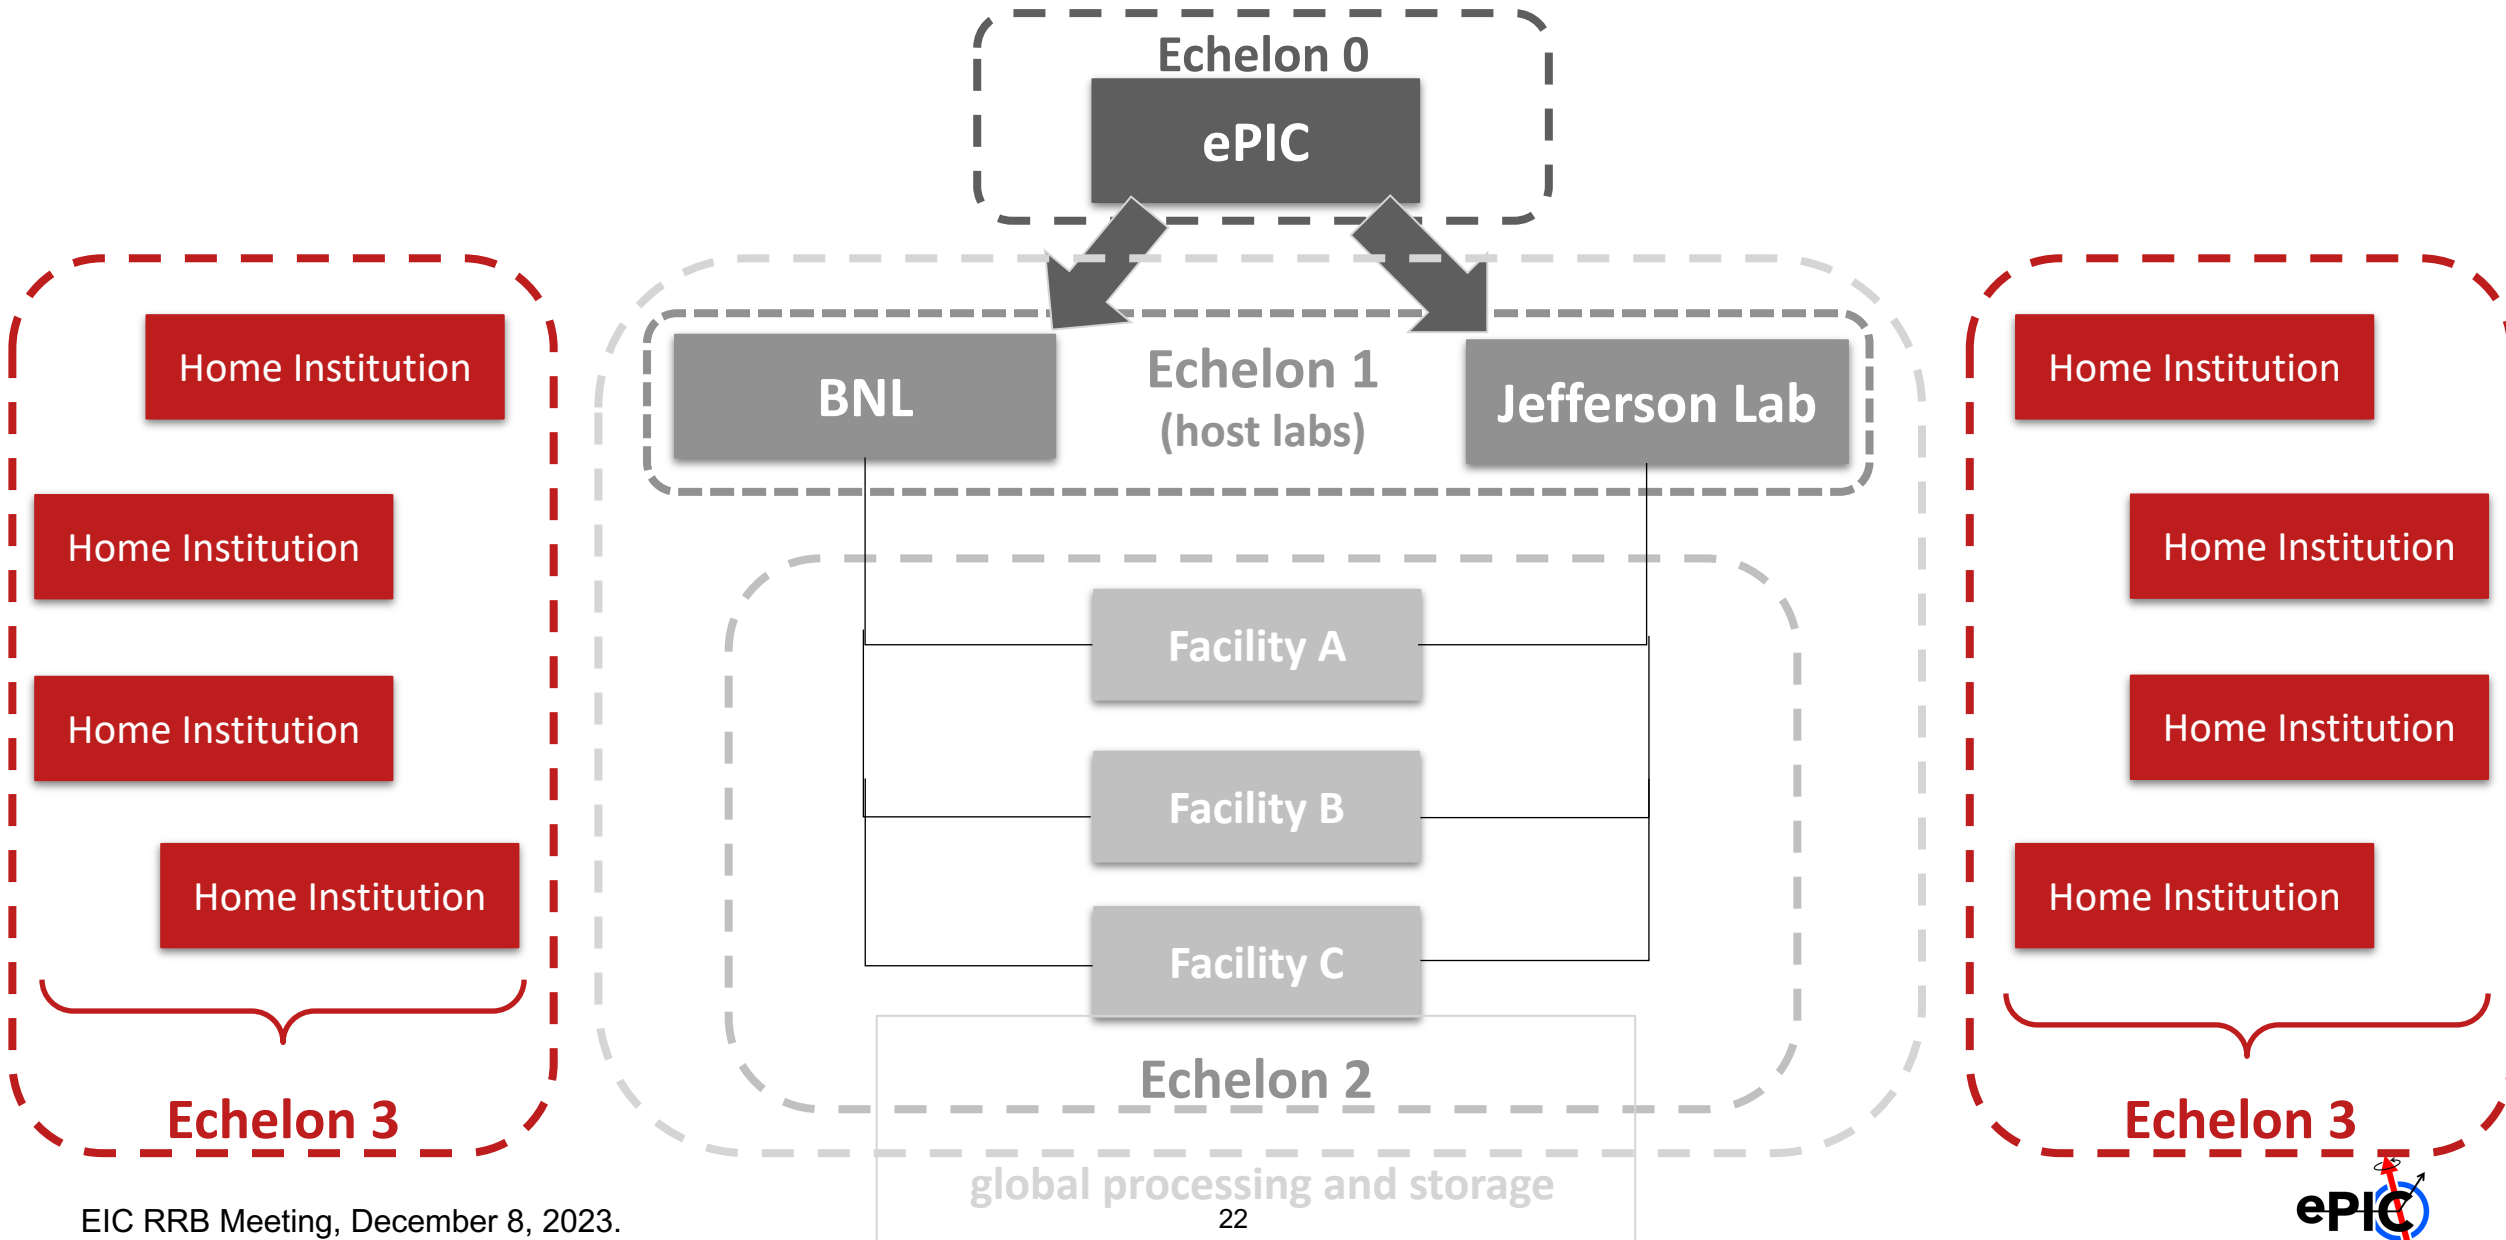 Echelon 0
ePIC
Home Institution
Home Institution
Home Institution
Home Institution
Echelon 3
BNL
Echelon 1
(host labs)
Jefferson Lab
Facility A
Facility B
Facility C
Echelon 2
global processing and storage
Home Institution
Home Institution
Home Institution
Home Institution
Echelon 3
EIC RRB Meeting, December 8, 2023.
22
ePIC